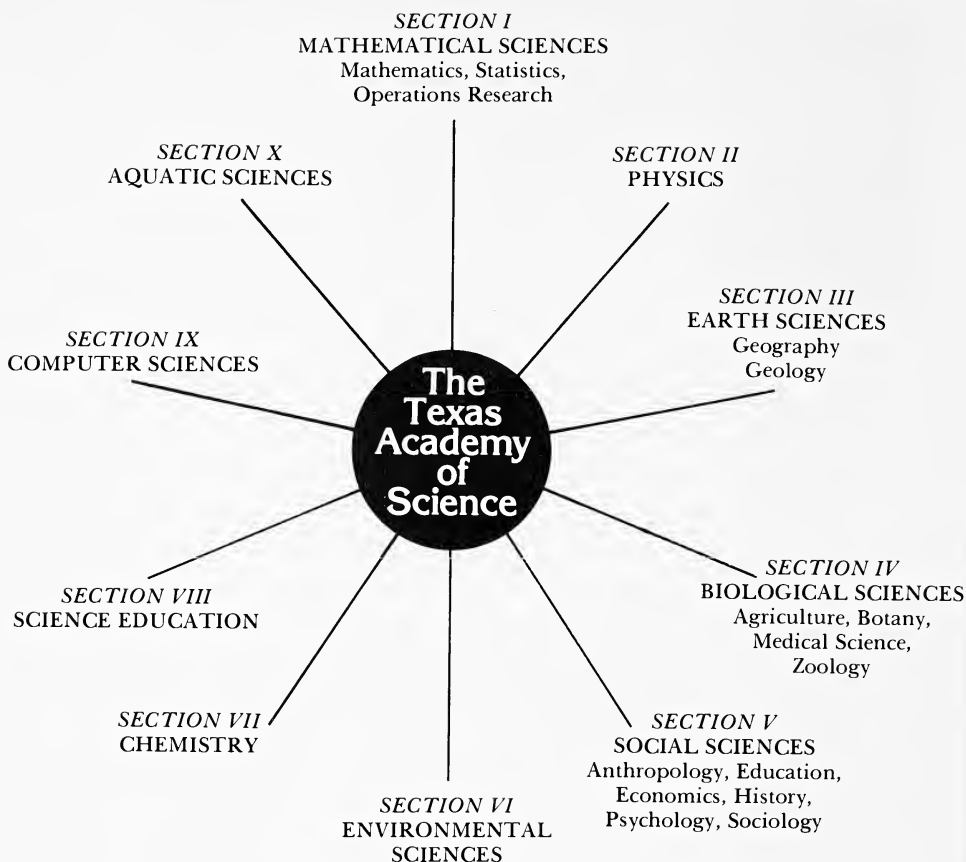 SECTION I
MATHEMATICAL SCIENCES
Mathematics, Statistics,
Operations Research
SECTION II
PHYSICS
SECTION III
EARTH SCIENCES
Geography
Geology
SECTION IV
BIOLOGICAL SCIENCES
Agriculture, Botany,
Medical Science,
Zoology
SECTION V
SOCIAL SCIENCES
Anthropology, Education,
Economics, History,
Psychology, Sociology
SECTION VI
ENVIRONMENTAL
SCIENCES
SECTION VII
CHEMISTRY
SECTION VIII
SCIENCE EDUCATION
SECTION IX
COMPUTER SCIENCES
SECTION X
AQUATIC SCIENCES
The
Texas
Academy
of
Science